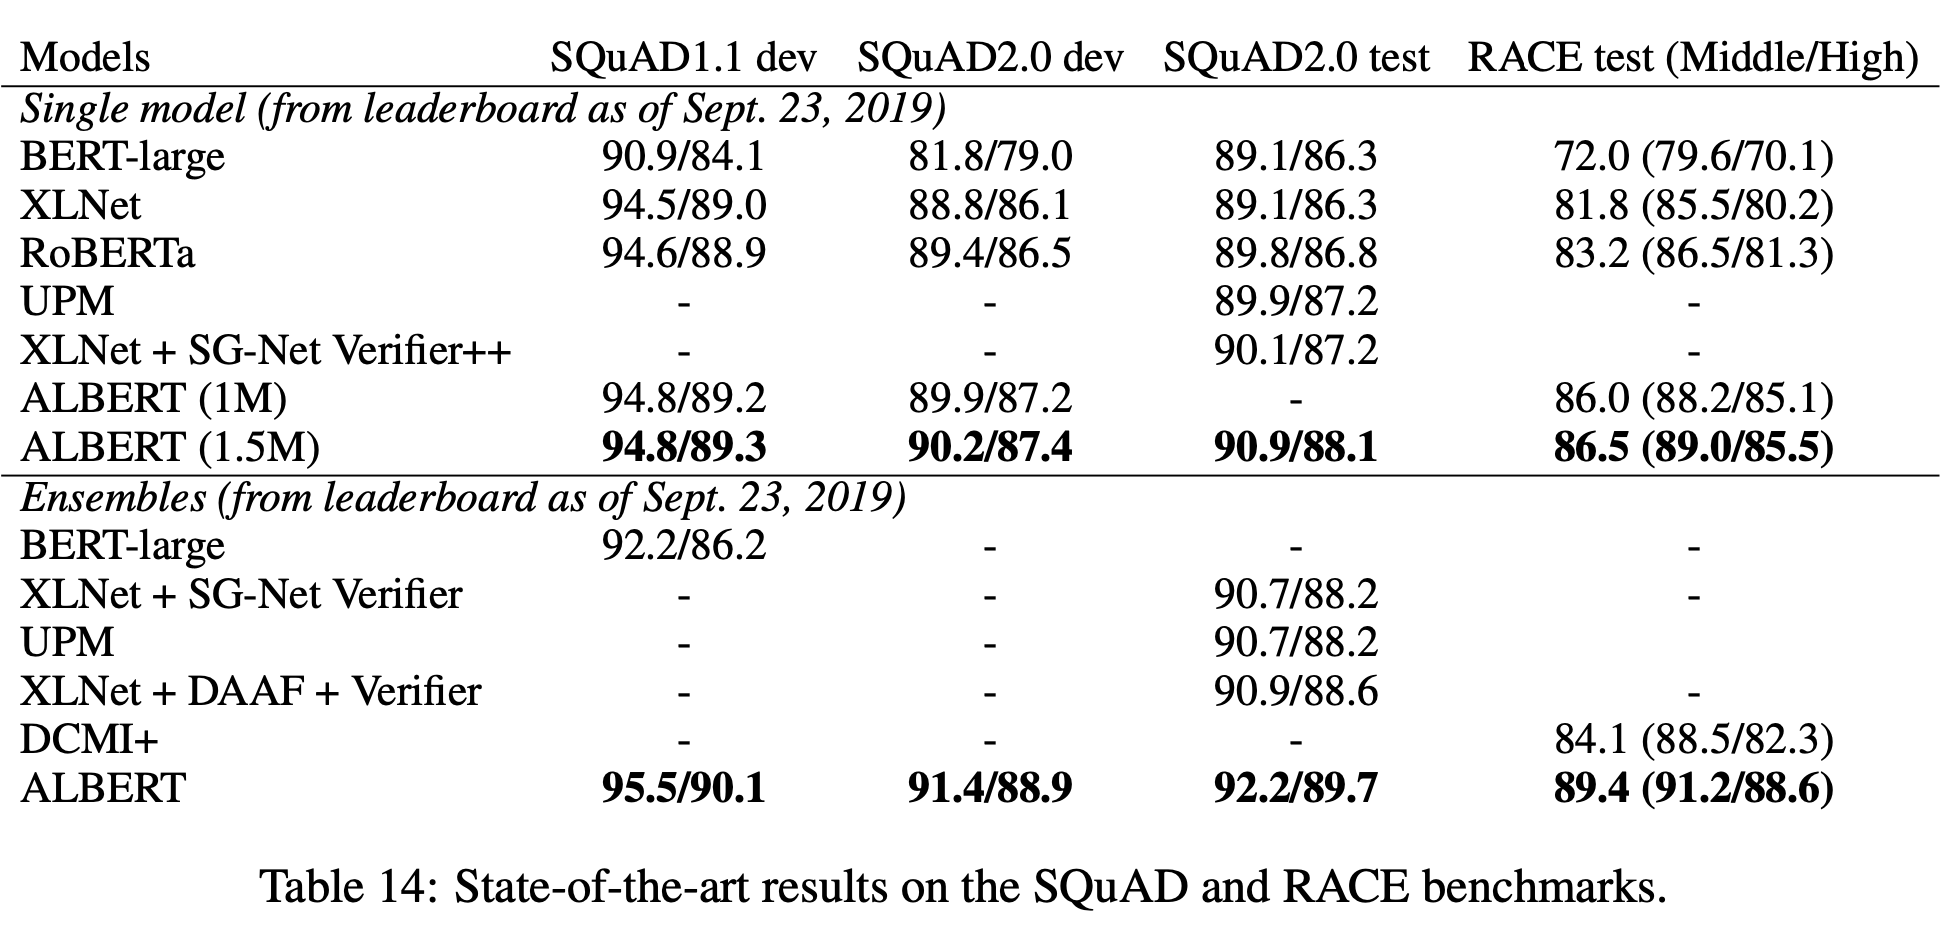 Models SQuAD1.1 dev SQuAD2.0 dev SQuAD2.0 test RACE test (Middle/High)
Single model (from leaderboard as of Sept. 23, 2019)
BERT-large 90.9/84.1 81.8/79.0 89.1/86.3 72.0 (79.6/70.1)
XLNet 94.5/89.0 88.8/86.1 89.1/86.3 81.8 (85.5/80.2)
RoBERTa 94.6/88.9 89.4/86.5 89.8/86.8 83.2 (86.5/81.3)
UPM - - 89.9/87.2 -
XLNet + SG-Net Verifier++ - - 90.1/87.2 -
ALBERT (1M) 94.8/89.2 89.9/87.2 - 86.0 (88.2/85.1)
ALBERT (1.5M) 94.8/89.3 90.2/87.4 90.9/88.1 86.5 (89.0/85.5)
Ensembles (from leaderboard as of Sept. 23, 2019)
BERT-large 92.2/86.2 - - -
XLNet + SG-Net Verifier - - 90.7/88.2 -
UPM - - 90.7/88.2
XLNet + DAAF + Verifier - - 90.9/88.6 -
DCMI+ - - - 84.1 (88.5/82.3)
ALBERT 95.5/90.1 91.4/88.9 92.2/89.7 89.4 (91.2/88.6)
Table 14: State-of-the-art results on the SQuAD and RACE benchmarks.